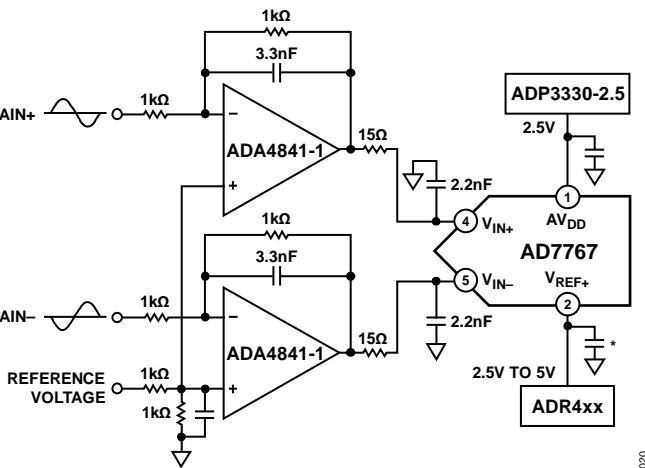 1kΩ
3.3nF
AIN+
1kΩ
−
ADA4841-1
+
15Ω
ADP3330-2.5
2.5V
2.2nF
1
4
VIN+
AVDD
AD7767
5
VIN−
VREF+
2
1kΩ
3.3nF
AIN−
1kΩ
−
ADA4841-1
+
15Ω
2.2nF
*
REFERENCE
VOLTAGE
1kΩ
1kΩ
2.5V TO 5V
ADR4xx
020